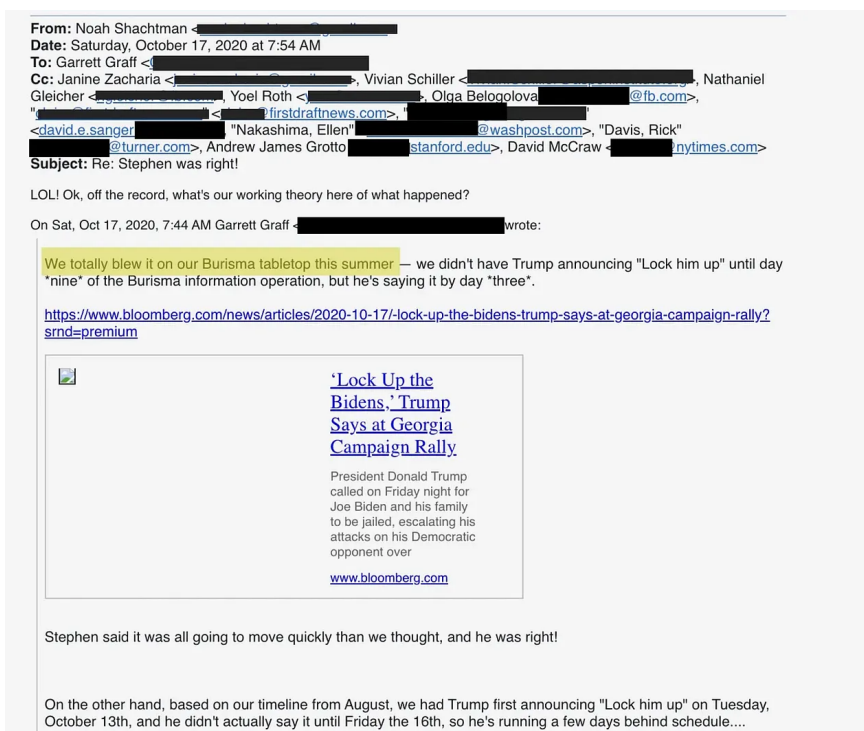 From: Noah Shachtman <
Date: Saturday, October 17, 2020 at 7:54 AM
To: Garrett Graff <
Cc: Janine Zacharia < >, Vivian Schiller < >, Nathaniel
Gleicher < >, Yoel Roth < >, Olga Belogolova @fb.com>,
" < @firstdraftnews.com>, " "
<david.e.sanger , "Nakashima, Ellen" @washpost.com>, "Davis, Rick"
@turner.com>, Andrew James Grotto stanford.edu>, David McCraw < nytimes.com>
Subject: Re: Stephen was right!
LOL! Ok, off the record, what's our working theory here of what happened?
On Sat, Oct 17, 2020, 7:44 AM Garrett Graff < wrote:
We totally blew it on our Burisma tabletop this summer — we didn't have Trump announcing "Lock him up" until day
*nine* of the Burisma information operation, but he's saying it by day *three*.
https://www.bloomberg.com/news/articles/2020-10-17/-lock-up-the-bidens-trump-says-at-georgia-campaign-rally?
srnd=premium
‘Lock Up the
Bidens,’ Trump
Says at Georgia
Campaign Rally
President Donald Trump
called on Friday night for
Joe Biden and his family
to be jailed, escalating his
attacks on his Democratic
opponent over
www.bloomberg.com
Stephen said it was all going to move quickly than we thought, and he was right!
On the other hand, based on our timeline from August, we had Trump first announcing "Lock him up" on Tuesday,
October 13th, and he didn't actually say it until Friday the 16th, so he's running a few days behind schedule....